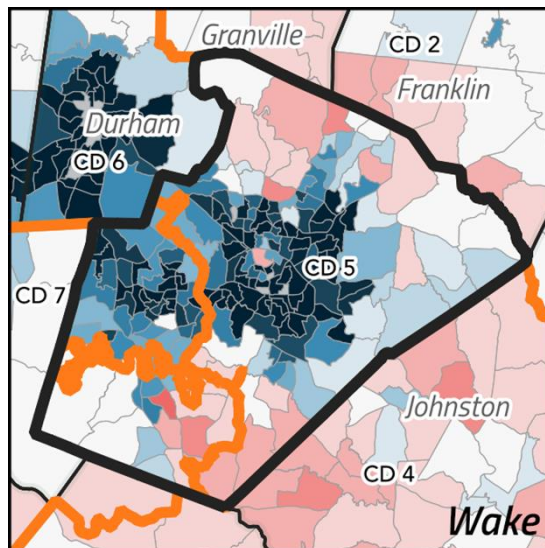 Granville
CD 2
Franklin
Durham
CD 6
CD 5
CD 7
Johnston
CD 4
Wake